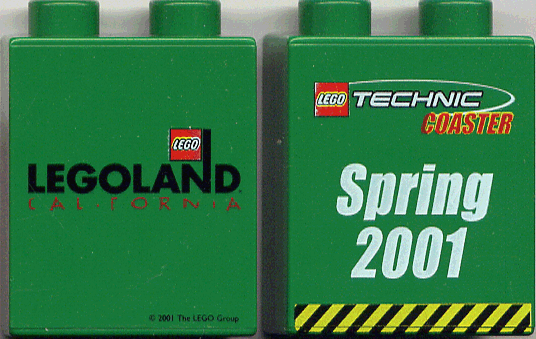 LEGO
LEGOLAND®
CALIFORNIA
© 2001 The LEGO Group
LEGO TECHNIC
COASTER
Spring
2001